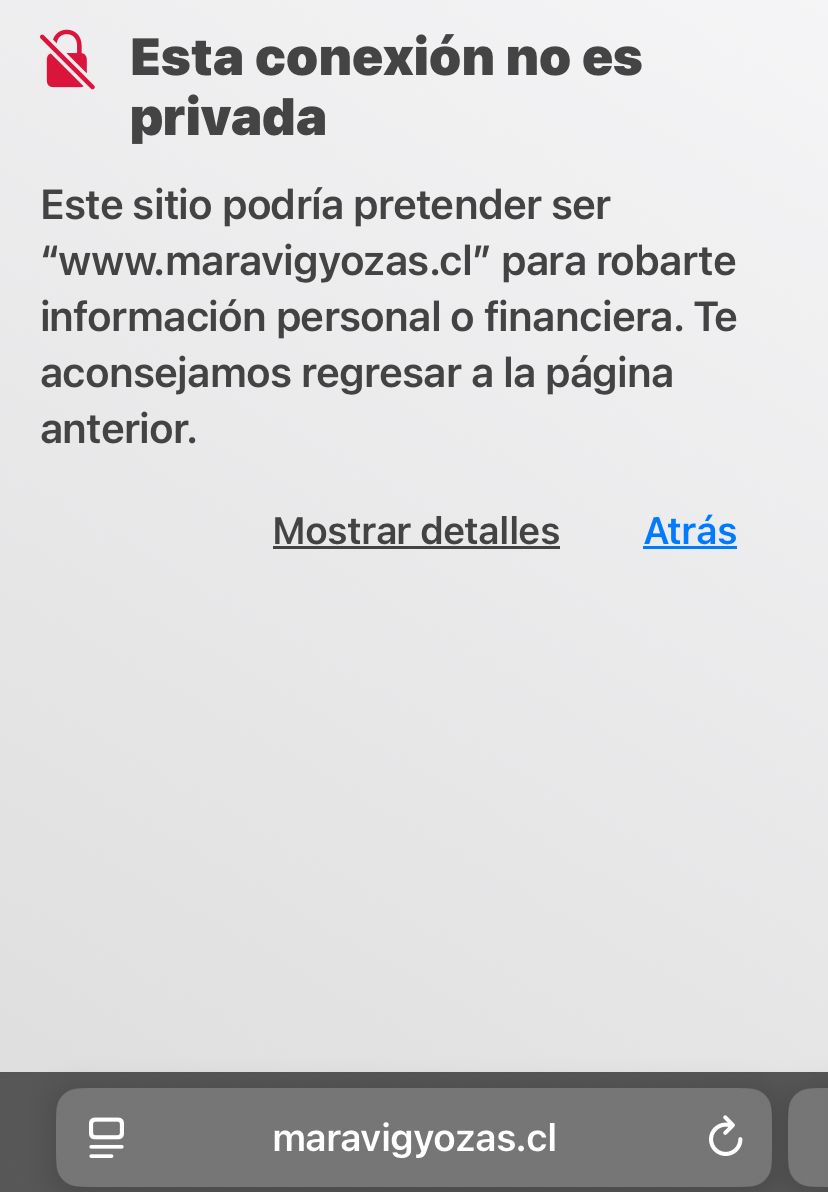 Esta conexión no es
privada
Este sitio podría pretender ser
“www.maravigyozas.cl” para robarte
información personal o financiera. Te
aconsejamos regresar a la página
anterior.
Mostrar detalles Atrás
maravigyozas.cl